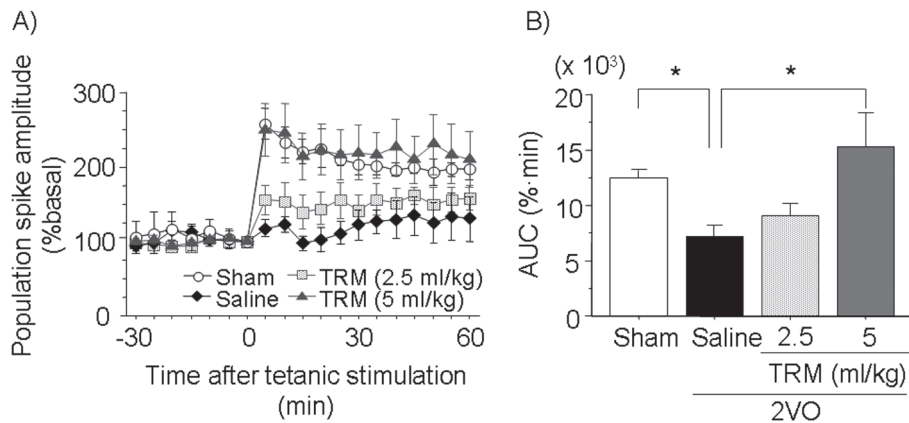 A)
Population spike amplitude
(%basal)
300
200
100
0
Sham
TRM (2.5 ml/kg)
Saline
TRM (5 ml/kg)
-30
0
30
60
Time after tetanic stimulation
(min)
B)
(x 10³)
* *
AUC (%·min)
20
15
10
5
0
Sham Saline 2.5 5
TRM (ml/kg)
2VO